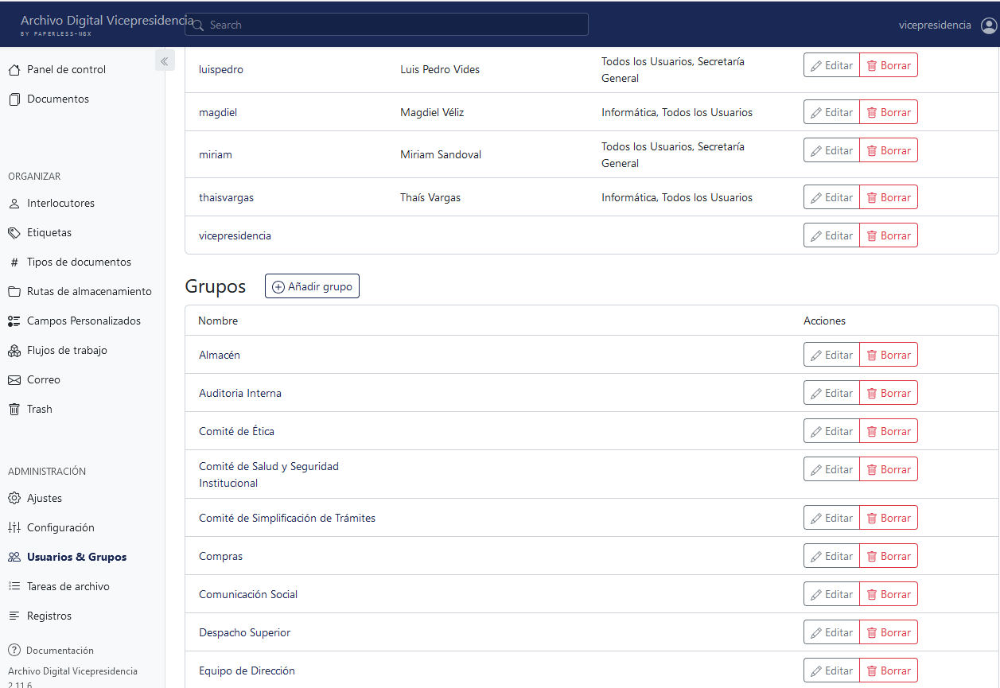 Archivo Digital Vicepresidencia
BY PAPERLESS-NGX
Search
vicepresidencia
Panel de control
Documentos
ORGANIZAR
Interlocutores
Etiquetas
# Tipos de documentos
Rutas de almacenamiento
Campos Personalizados
Flujos de trabajo
Correo
Trash
ADMINISTRACIÓN
Ajustes
Configuración
Usuarios & Grupos
Tareas de archivo
Registros
Documentación
Archivo Digital Vicepresidencia
2.11.6
luispedro Luis Pedro Vides Todos los Usuarios, Secretaría Editar Borrar
General
magdiel Magdiel Véliz Informática, Todos los Usuarios Editar Borrar
miriam Miriam Sandoval Todos los Usuarios, Secretaría Editar Borrar
General
thaisvargas Thaís Vargas Informática, Todos los Usuarios Editar Borrar
vicepresidencia Editar Borrar
Grupos Añadir grupo
Nombre Acciones
Almacén Editar Borrar
Auditoria Interna Editar Borrar
Comité de Ética Editar Borrar
Comité de Salud y Seguridad Editar Borrar
Institucional
Comité de Simplificación de Trámites Editar Borrar
Compras Editar Borrar
Comunicación Social Editar Borrar
Despacho Superior Editar Borrar
Equipo de Dirección Editar Borrar